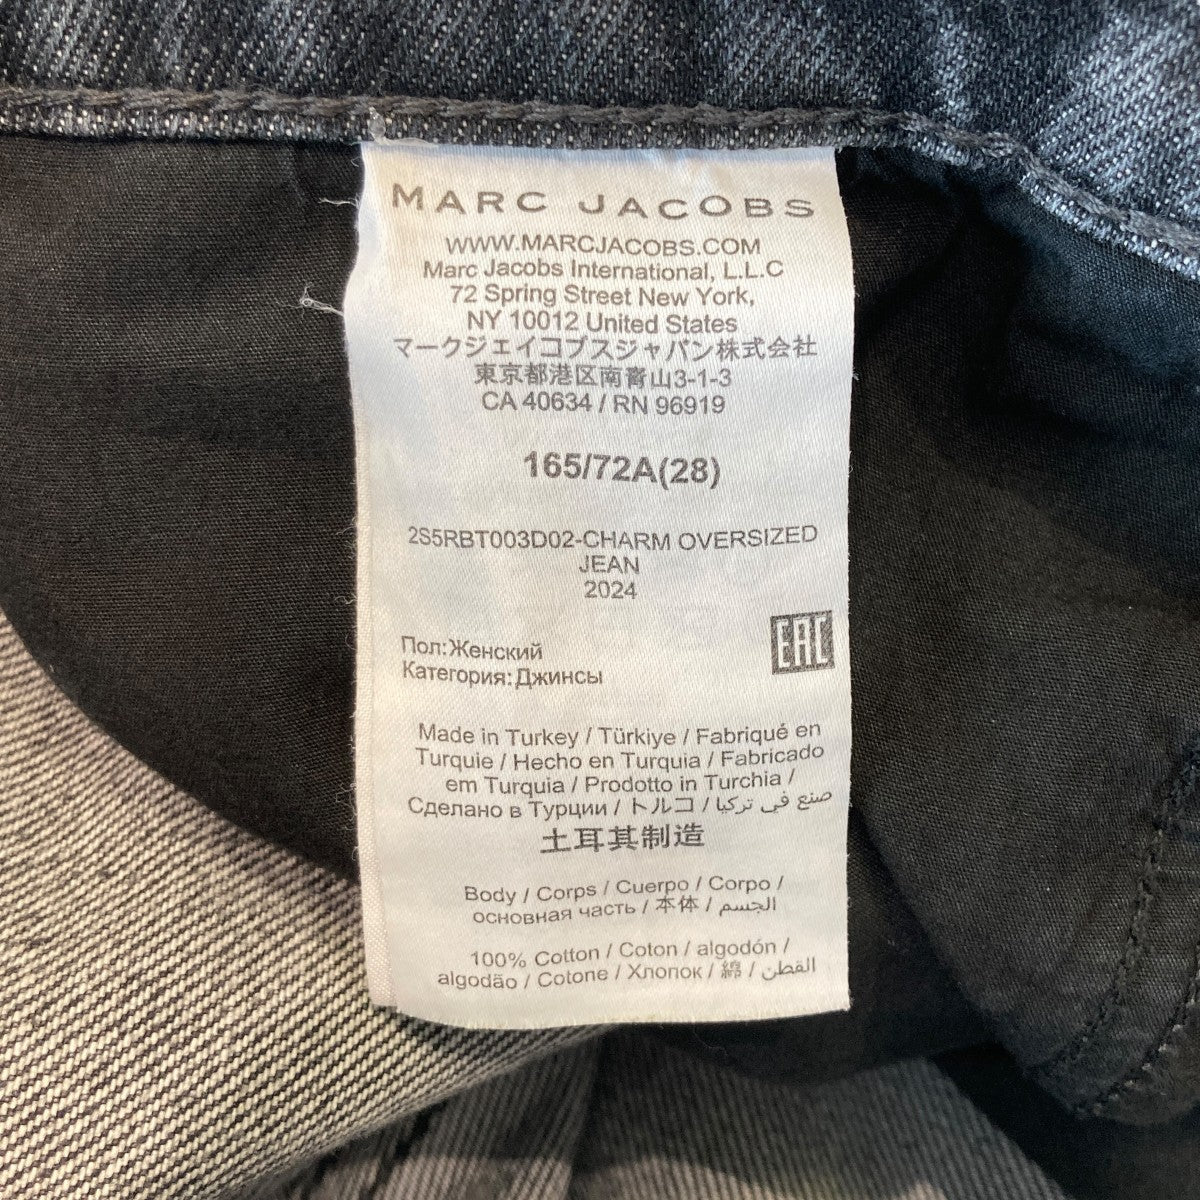 MARC JACOBS
WWW.MARCJACOBS.COM
Marc Jacobs International, L.L.C
72 Spring Street New York,
NY 10012 United States
マークジェイコブスジャパン株式会社
東京都港区南青山3-1-3
CA 40634 / RN 96919
165/72A(28)
2S5RBT003D02-CHARM OVERSIZED
JEAN
2024
Пол:Женский
Категория:Джинсы
EAC
Made in Turkey / Türkiye / Fabriqué en
Turquie / Hecho en Turquia / Fabricado
em Turquia / Prodotto in Turchia /
Сделано в Турции / トルコ / صنع في تركيا
土耳其制造
Body / Corps / Cuerpo / Corpo /
основная часть / 本体 / الجسم
100% Cotton / Coton / algodón /
algodão / Cotone / Хлопок / 綿 / القطن